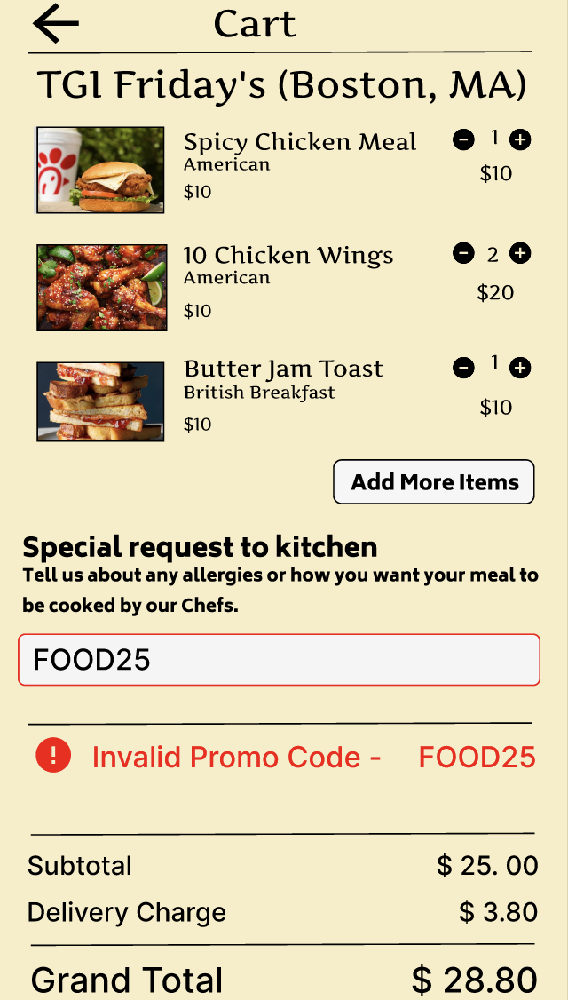 Cart
TGI Friday's (Boston, MA)
Spicy Chicken Meal
1
American
$10
$10
10 Chicken Wings
2
American
$20
$10
Butter Jam Toast
1
British Breakfast
$10
$10
Add More Items
Special request to kitchen
Tell us about any allergies or how you want your meal to
be cooked by our Chefs.
FOOD25
Invalid Promo Code - FOOD25
Subtotal $ 25. 00
Delivery Charge $ 3.80
Grand Total $ 28.80